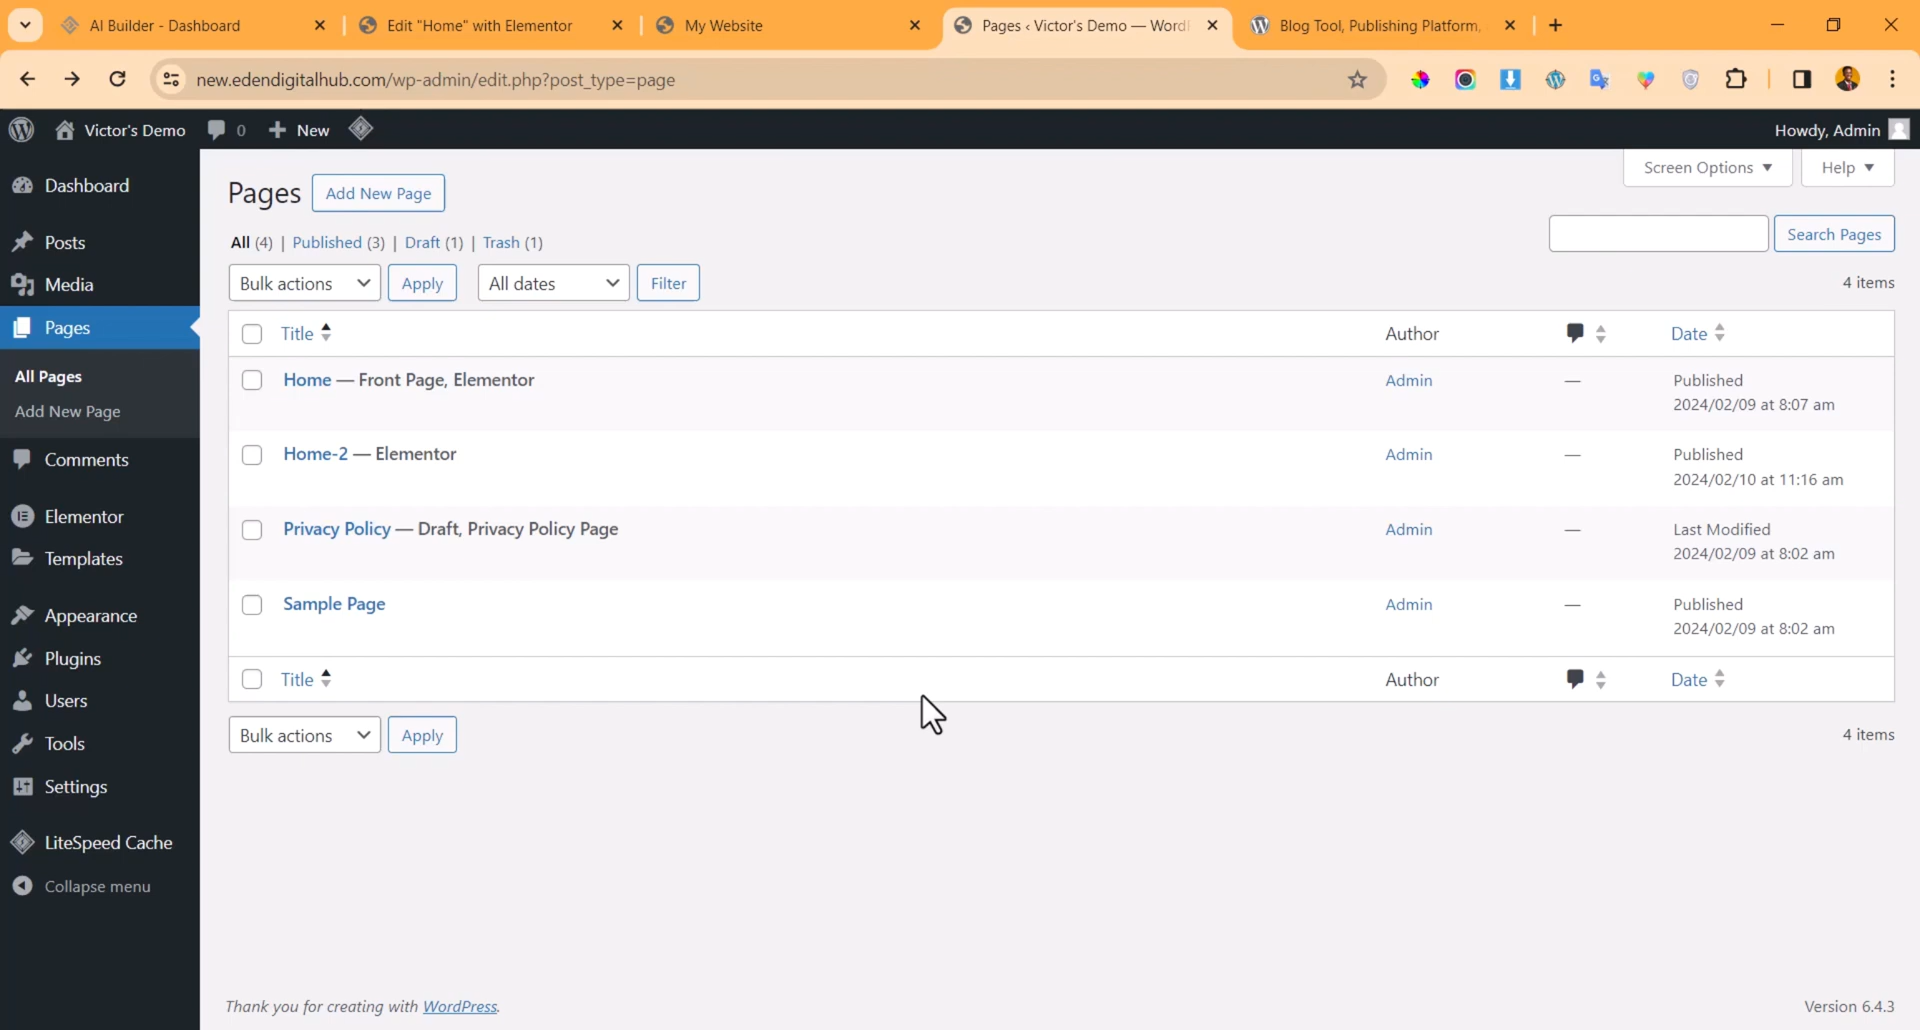 AI Builder - Dashboard
Edit "Home" with Elementor
My Website
Pages ‹ Victor's Demo — WordP
Blog Tool, Publishing Platform,
new.edendigitalhub.com/wp-admin/edit.php?post_type=page
Victor's Demo
0
New
Howdy, Admin
Dashboard
Posts
Media
Pages
All Pages
Add New Page
Comments
Elementor
Templates
Appearance
Plugins
Users
Tools
Settings
LiteSpeed Cache
Collapse menu
Screen Options
Help
Pages
Add New Page
All (4) | Published (3) | Draft (1) | Trash (1)
Search Pages
Bulk actions
Apply
All dates
Filter
4 items
Title
Author
Date
Home — Front Page, Elementor
Admin
—
Published
2024/02/09 at 8:07 am
Home-2 — Elementor
Admin
—
Published
2024/02/10 at 11:16 am
Privacy Policy — Draft, Privacy Policy Page
Admin
—
Last Modified
2024/02/09 at 8:02 am
Sample Page
Admin
—
Published
2024/02/09 at 8:02 am
Title
Author
Date
Bulk actions
Apply
4 items
Thank you for creating with WordPress.
Version 6.4.3